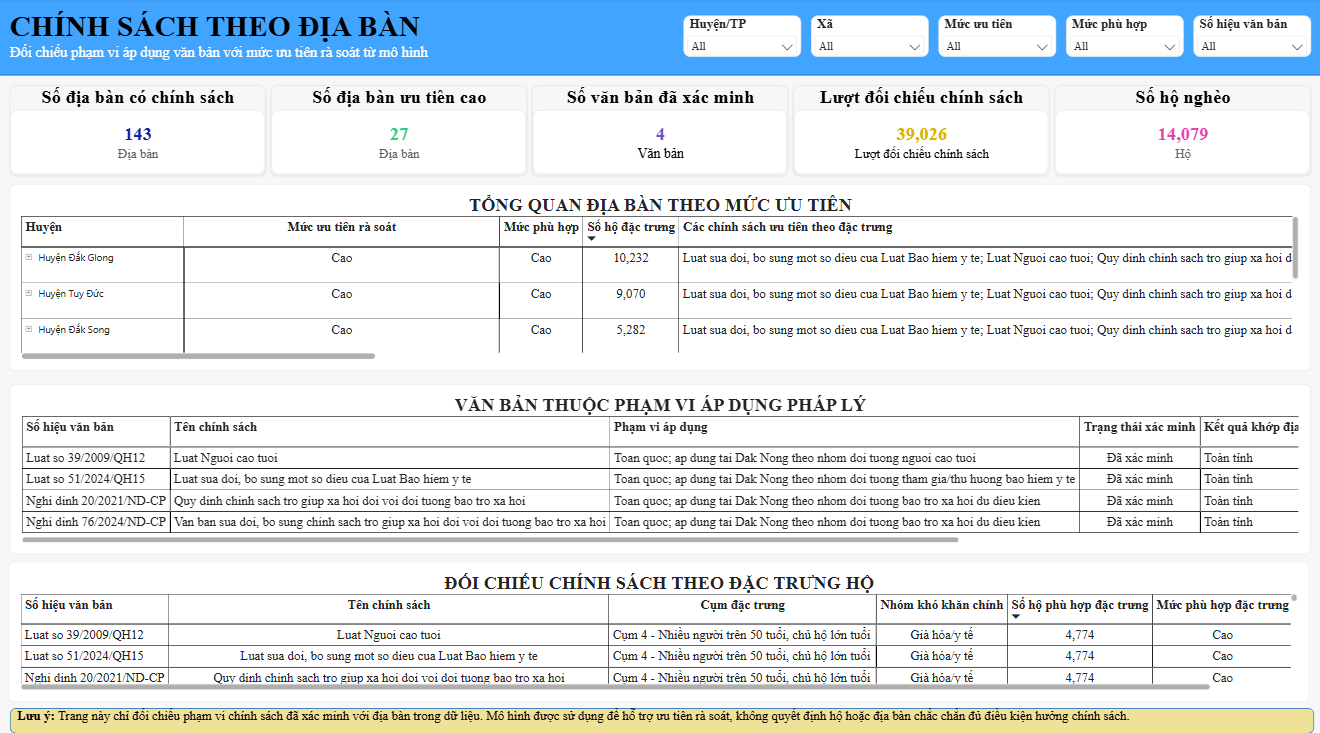 CHÍNH SÁCH THEO ĐỊA BÀN
Đối chiếu phạm vi áp dụng văn bản với mức ưu tiên rà soát từ mô hình
Huyện/TP
All
Xã
All
Mức ưu tiên
All
Mức phù hợp
All
Số hiệu văn bản
All
Số địa bàn có chính sách
143
Địa bàn
Số địa bàn ưu tiên cao
27
Địa bàn
Số văn bản đã xác minh
4
Văn bản
Lượt đối chiếu chính sách
39,026
Lượt đối chiếu chính sách
Số hộ nghèo
14,079
Hộ
TỔNG QUAN ĐỊA BÀN THEO MỨC ƯU TIÊN
Huyện Mức ưu tiên rà soát Mức phù hợp Số hộ đặc trưng Các chính sách ưu tiên theo đặc trưng
Huyện Đắk Glong Cao Cao 10,232 Luat sua doi, bo sung mot so dieu cua Luat Bao hiem y te; Luat Nguoi cao tuoi; Quy dinh chinh sach tro giup xa hoi d
Huyện Tuy Đức Cao Cao 9,070 Luat sua doi, bo sung mot so dieu cua Luat Bao hiem y te; Luat Nguoi cao tuoi; Quy dinh chinh sach tro giup xa hoi d
Huyện Đắk Song Cao Cao 5,282 Luat sua doi, bo sung mot so dieu cua Luat Bao hiem y te; Luat Nguoi cao tuoi; Quy dinh chinh sach tro giup xa hoi d
VĂN BẢN THUỘC PHẠM VI ÁP DỤNG PHÁP LÝ
Số hiệu văn bản Tên chính sách Phạm vi áp dụng Trạng thái xác minh Kết quả khớp địa
Luat so 39/2009/QH12 Luat Nguoi cao tuoi Toan quoc; ap dung tai Dak Nong theo nhom doi tuong nguoi cao tuoi Đã xác minh Toàn tỉnh
Luat so 51/2024/QH15 Luat sua doi, bo sung mot so dieu cua Luat Bao hiem y te Toan quoc; ap dung tai Dak Nong theo nhom doi tuong tham gia/thu huong bao hiem y te Đã xác minh Toàn tỉnh
Nghi dinh 20/2021/ND-CP Quy dinh chinh sach tro giup xa hoi doi voi doi tuong bao tro xa hoi Toan quoc; ap dung tai Dak Nong theo nhom doi tuong bao tro xa hoi du dieu kien Đã xác minh Toàn tỉnh
Nghi dinh 76/2024/ND-CP Van ban sua doi, bo sung chinh sach tro giup xa hoi doi voi doi tuong bao tro xa hoi Toan quoc; ap dung tai Dak Nong theo nhom doi tuong bao tro xa hoi du dieu kien Đã xác minh Toàn tỉnh
ĐỐI CHIẾU CHÍNH SÁCH THEO ĐẶC TRƯNG HỘ
Số hiệu văn bản Tên chính sách Cụm đặc trưng Nhóm khó khăn chính Số hộ phù hợp đặc trưng Mức phù hợp đặc trưng
Luat so 39/2009/QH12 Luat Nguoi cao tuoi Cụm 4 - Nhiều người trên 50 tuổi, chủ hộ lớn tuổi Già hóa/y tế 4,774 Cao
Luat so 51/2024/QH15 Luat sua doi, bo sung mot so dieu cua Luat Bao hiem y te Cụm 4 - Nhiều người trên 50 tuổi, chủ hộ lớn tuổi Già hóa/y tế 4,774 Cao
Nghi dinh 20/2021/ND-CP Quy dinh chinh sach tro giup xa hoi doi voi doi tuong bao tro xa hoi Cụm 4 - Nhiều người trên 50 tuổi, chủ hộ lớn tuổi Già hóa/y tế 4,774 Cao
Lưu ý: Trang này chỉ đối chiếu phạm vi chính sách đã xác minh với địa bàn trong dữ liệu. Mô hình được sử dụng để hỗ trợ ưu tiên rà soát, không quyết định hộ hoặc địa bàn chắc chắn đủ điều kiện hưởng chính sách.